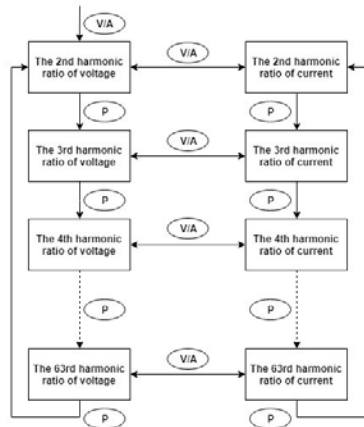 V/A
The 2nd harmonic
ratio of voltage
V/A
The 2nd harmonic
ratio of current
P
P
The 3rd harmonic
ratio of voltage
V/A
The 3rd harmonic
ratio of current
P
P
The 4th harmonic
ratio of voltage
V/A
The 4th harmonic
ratio of current
P
P
The 63rd harmonic
ratio of voltage
V/A
The 63rd harmonic
ratio of current
P
P